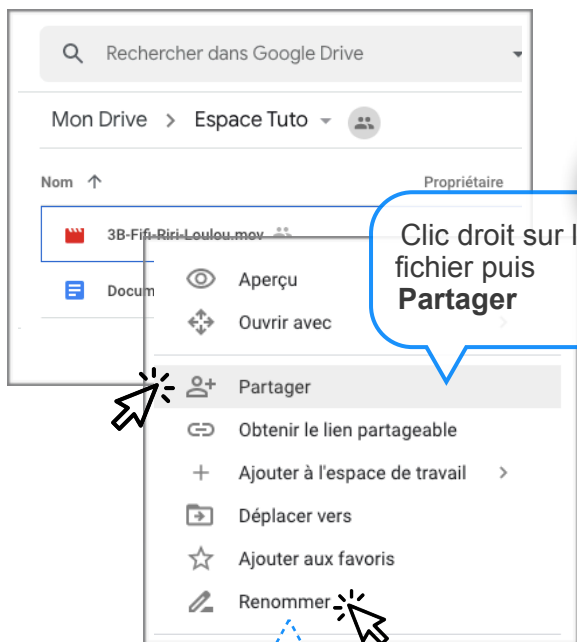 Rechercher dans Google Drive
Mon Drive > Espace Tuto
Nom
Propriétaire
3B-Fifi-Riri-Loulou.mov
Docum
Clic droit sur l
fichier puis
Partager
Aperçu
Ouvrir avec
Partager
Obtenir le lien partageable
Ajouter à l'espace de travail
Déplacer vers
Ajouter aux favoris
Renommer